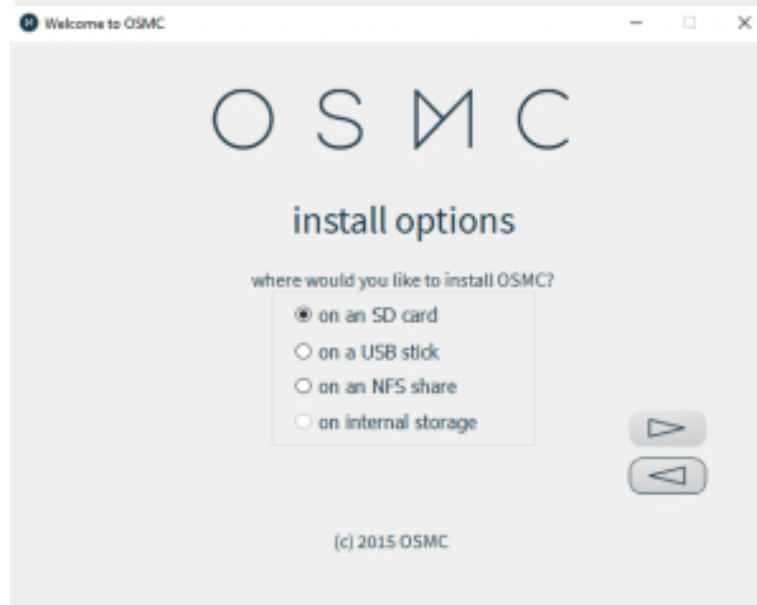 Welcome to OSMC
OSMC
install options
where would you like to install OSMC?
on an SD card
on a USB stick
on an NFS share
on internal storage
(c) 2015 OSMC